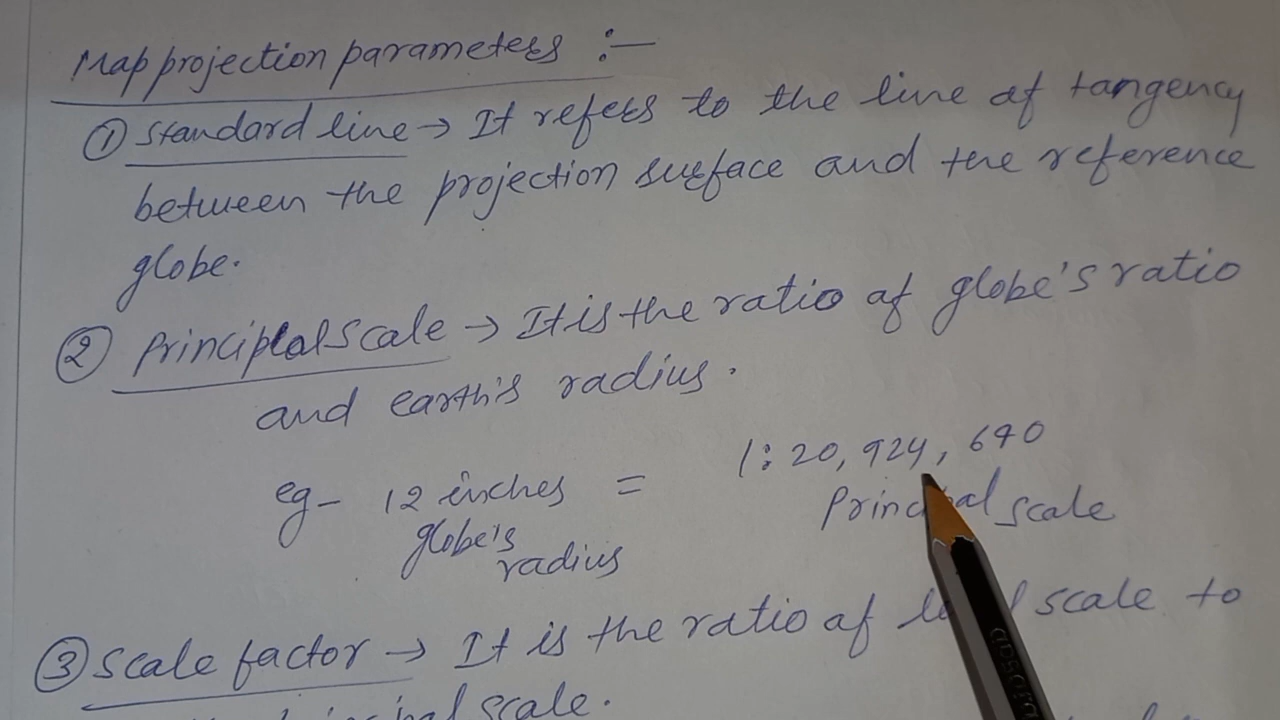 Map projection parameters :-
① Standard line → It refers to the line of tangency
between the projection surface and the reference
globe.
② Principlal Scale → It is the ratio of globe's ratio
and earth's radius.
eg- 12 inches = 1: 20, 924, 640
globe's radius
Principal scale
③ Scale factor → It is the ratio of scale to
scale.